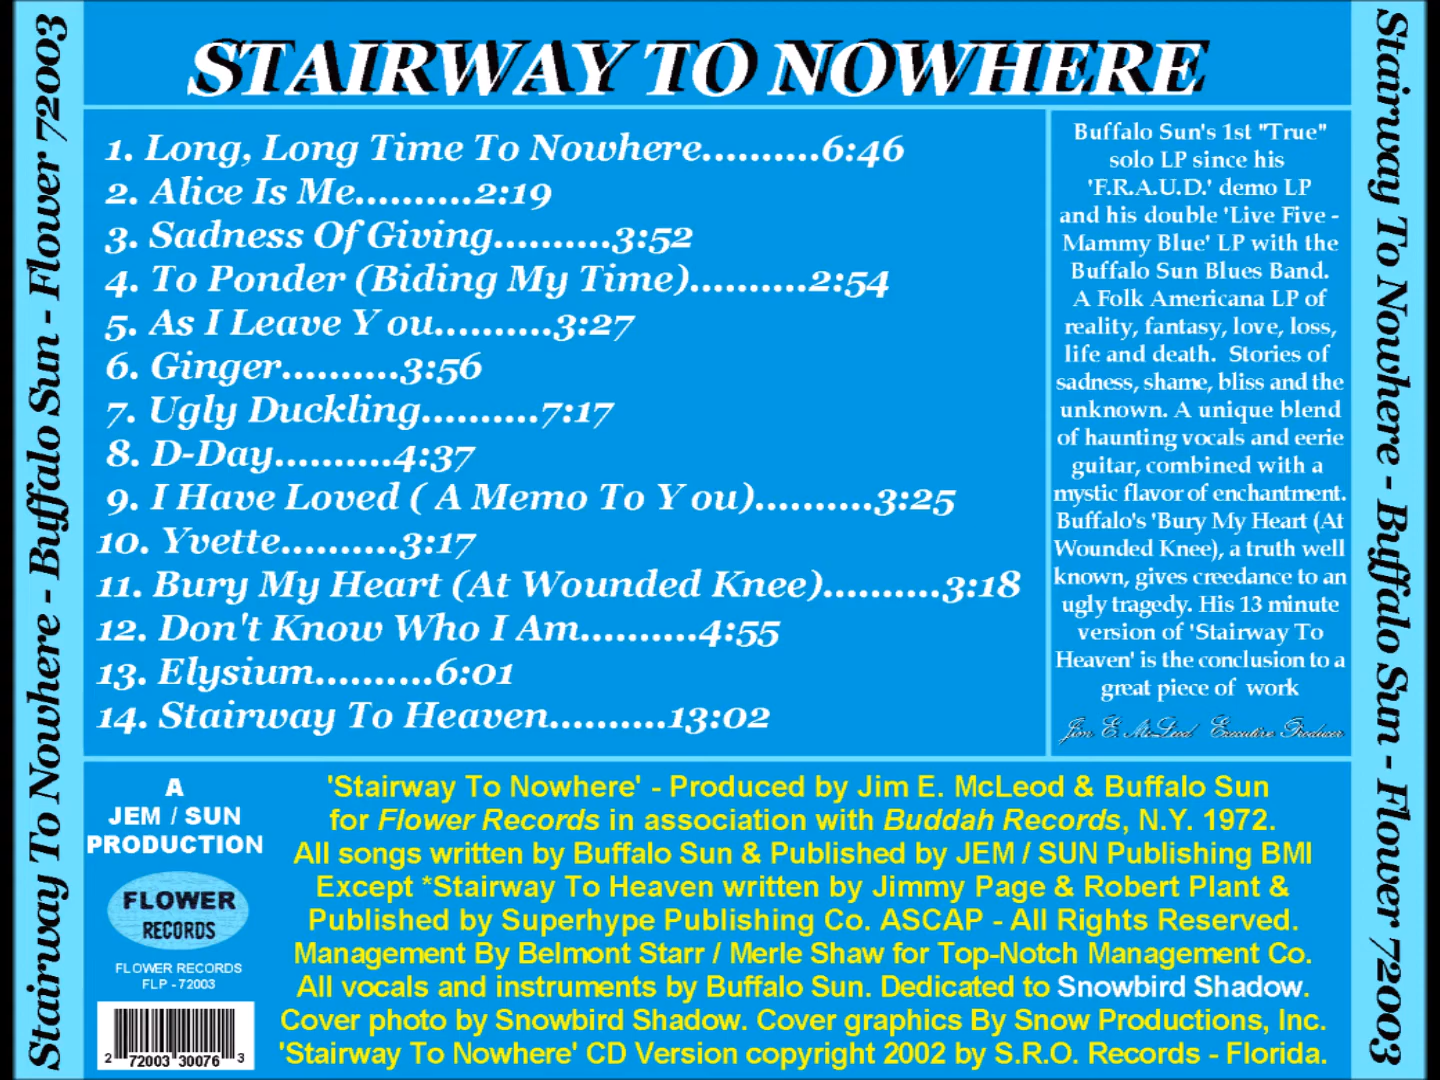 Stairway To Nowhere - Buffalo Sun - Flower 72003
STAIRWAY TO NOWHERE
1. Long, Long Time To Nowhere..........6:46
2. Alice Is Me..........2:19
3. Sadness Of Giving..........3:52
4. To Ponder (Biding My Time)..........2:54
5. As I Leave Y ou..........3:27
6. Ginger..........3:56
7. Ugly Duckling..........7:17
8. D-Day..........4:37
9. I Have Loved ( A Memo To Y ou)..........3:25
10. Yvette..........3:17
11. Bury My Heart (At Wounded Knee)..........3:18
12. Don't Know Who I Am..........4:55
13. Elysium..........6:01
14. Stairway To Heaven..........13:02
Buffalo Sun's 1st "True"
solo LP since his
'F.R.A.U.D.' demo LP
and his double 'Live Five -
Mammy Blue' LP with the
Buffalo Sun Blues Band.
A Folk Americana LP of
reality, fantasy, love, loss,
life and death. Stories of
sadness, shame, bliss and the
unknown. A unique blend
of haunting vocals and eerie
guitar, combined with a
mystic flavor of enchantment.
Buffalo's 'Bury My Heart (At
Wounded Knee), a truth well
known, gives creedance to an
ugly tragedy. His 13 minute
version of 'Stairway To
Heaven' is the conclusion to a
great piece of work
Jim E. McLeod Executive Producer
A
JEM / SUN
PRODUCTION
FLOWER
RECORDS
FLOWER RECORDS
FLP - 72003
2 72003 30076 3
'Stairway To Nowhere' - Produced by Jim E. McLeod & Buffalo Sun
for Flower Records in association with Buddah Records, N.Y. 1972.
All songs written by Buffalo Sun & Published by JEM / SUN Publishing BMI
Except *Stairway To Heaven written by Jimmy Page & Robert Plant &
Published by Superhype Publishing Co. ASCAP - All Rights Reserved.
Management By Belmont Starr / Merle Shaw for Top-Notch Management Co.
All vocals and instruments by Buffalo Sun. Dedicated to Snowbird Shadow.
Cover photo by Snowbird Shadow. Cover graphics By Snow Productions, Inc.
'Stairway To Nowhere' CD Version copyright 2002 by S.R.O. Records - Florida.
Stairway To Nowhere - Buffalo Sun - Flower 72003